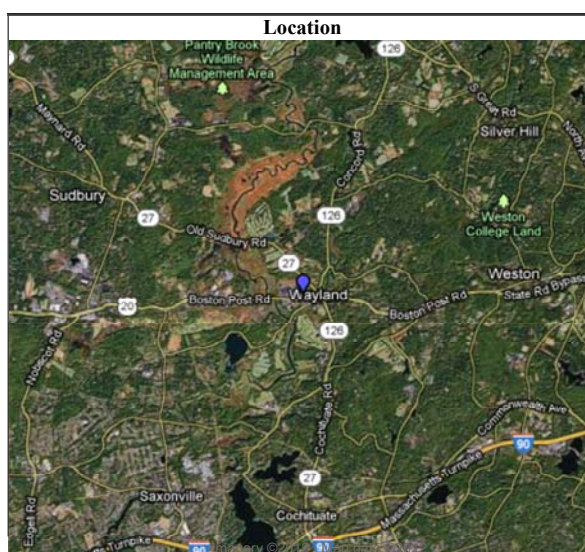 Location
Pantry Brook
Wildlife
Management Area
126
Maynard Rd
S Great Rd
Silver Hill
North A
Concord Rd
Sudbury
27
126
Weston
College Land
Old Sudbury Rd
27
Weston
20
Boston Post Rd
Wayland
Boston Post Rd
State Rd Bypass
126
Nobscot Rd
Cochituate Rd
Commonwealth Ave
90
Massachusetts Turnpike
27
Saxonville
Edgell Rd
Cochituate
90
90
-Turnpike